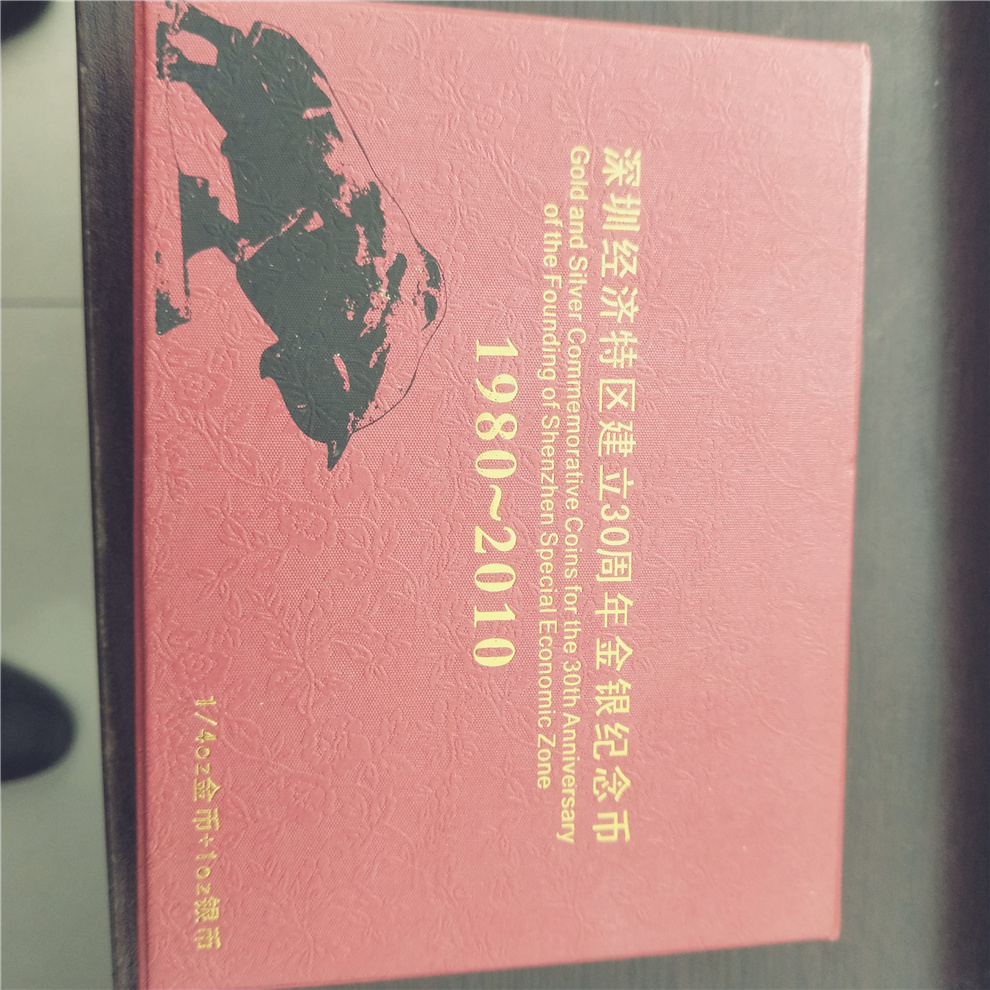 深圳经济特区建立30周年金银纪念币
Gold and Silver Commemorative Coins for the 30th Anniversary
of the Founding of Shenzhen Special Economic Zone
1980~2010
1/4oz金币+1oz银币